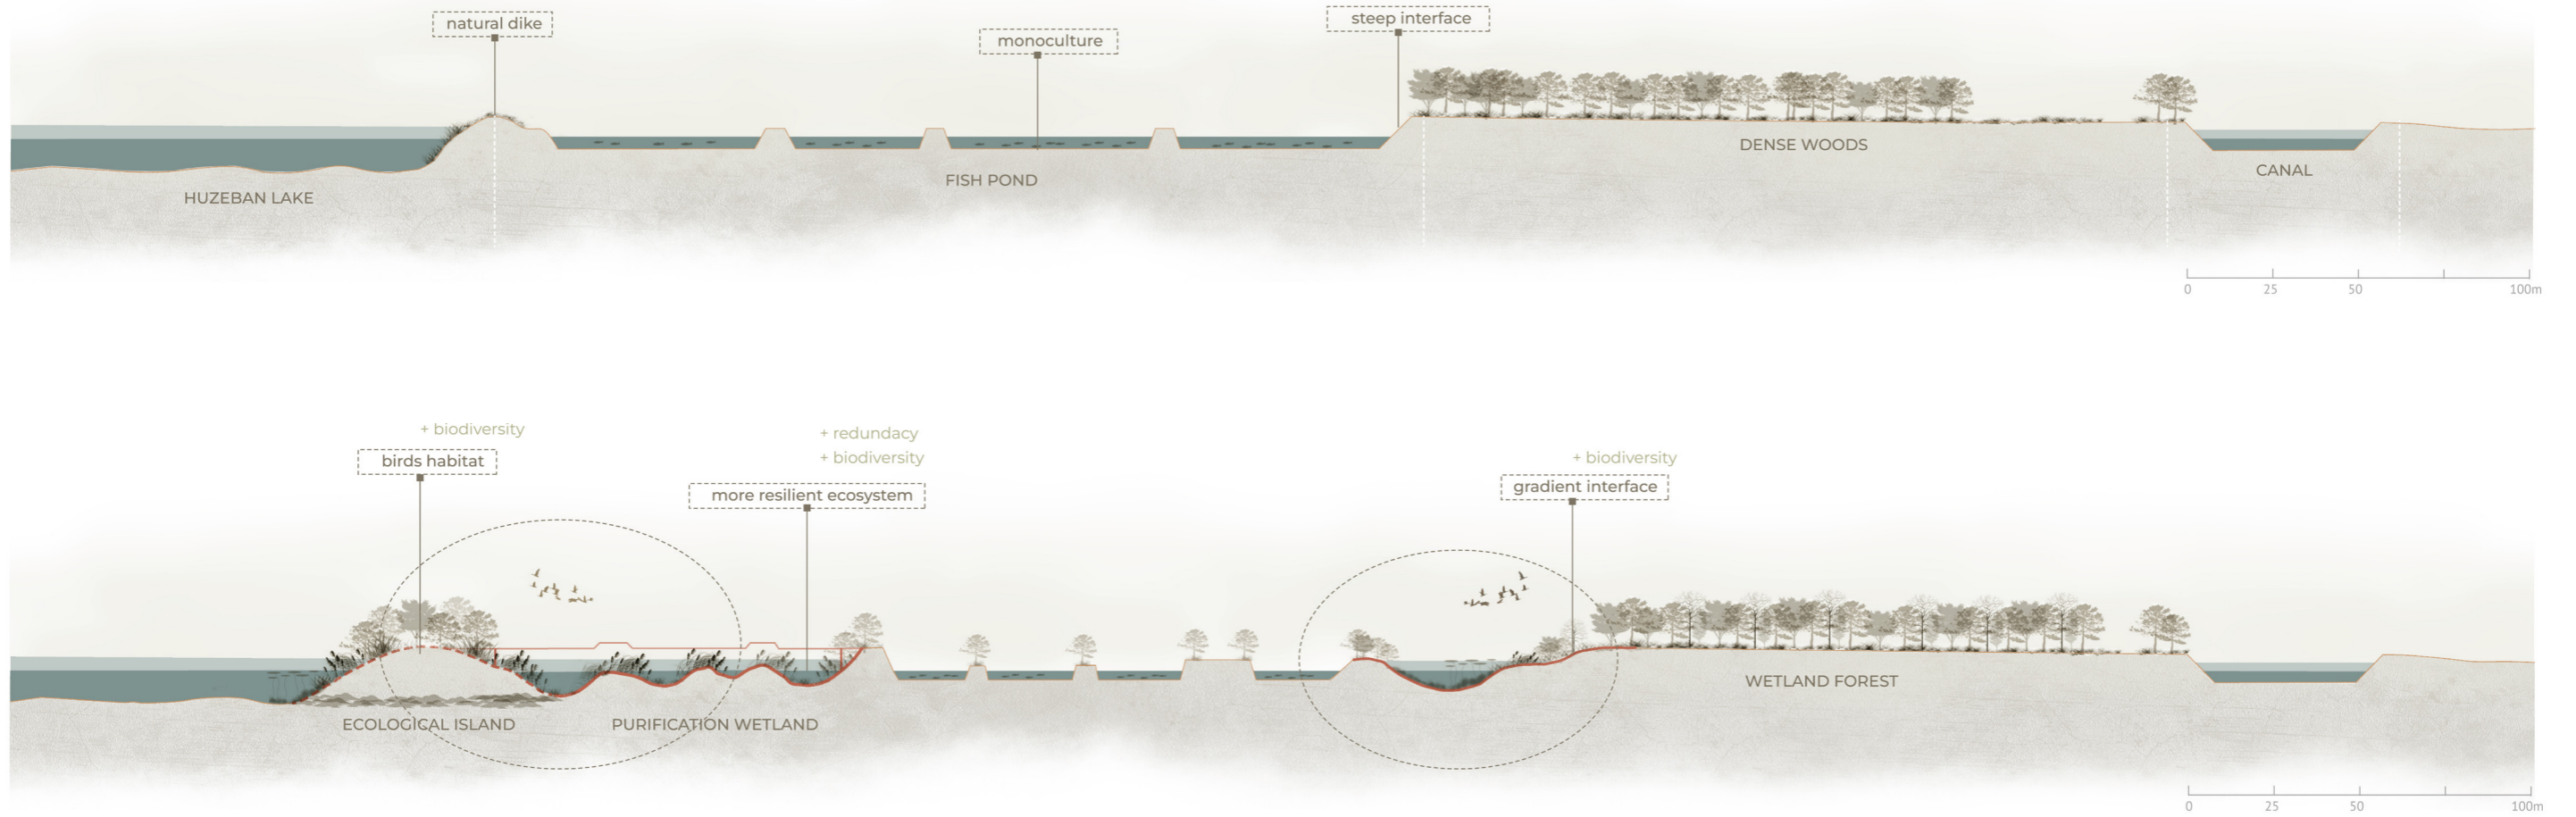 natural dike
monoculture
steep interface
HUZEBAN LAKE
FISH POND
DENSE WOODS
CANAL
0 25 50 100m
+ biodiversity
birds habitat
+ redundacy
+ biodiversity
more resilient ecosystem
+ biodiversity
gradient interface
ECOLOGICAL ISLAND
PURIFICATION WETLAND
WETLAND FOREST
0 25 50 100m